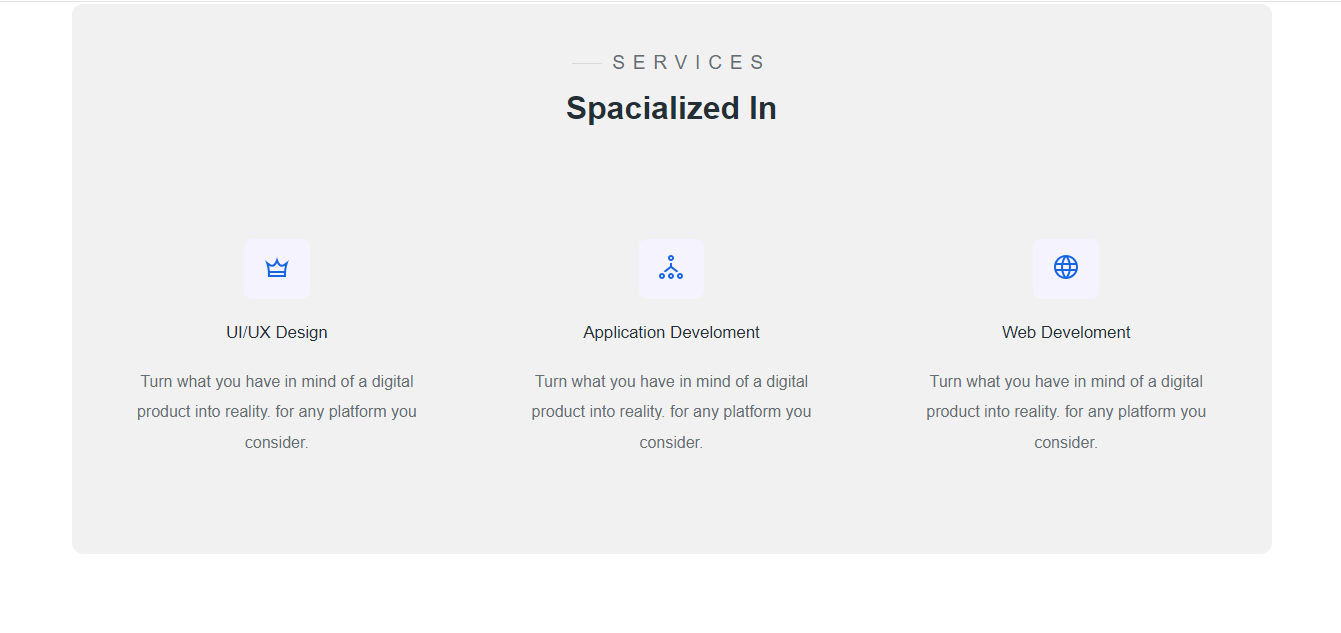 SERVICES
Spacialized In
UI/UX Design
Turn what you have in mind of a digital
product into reality. for any platform you
consider.
Application Develoment
Turn what you have in mind of a digital
product into reality. for any platform you
consider.
Web Develoment
Turn what you have in mind of a digital
product into reality. for any platform you
consider.